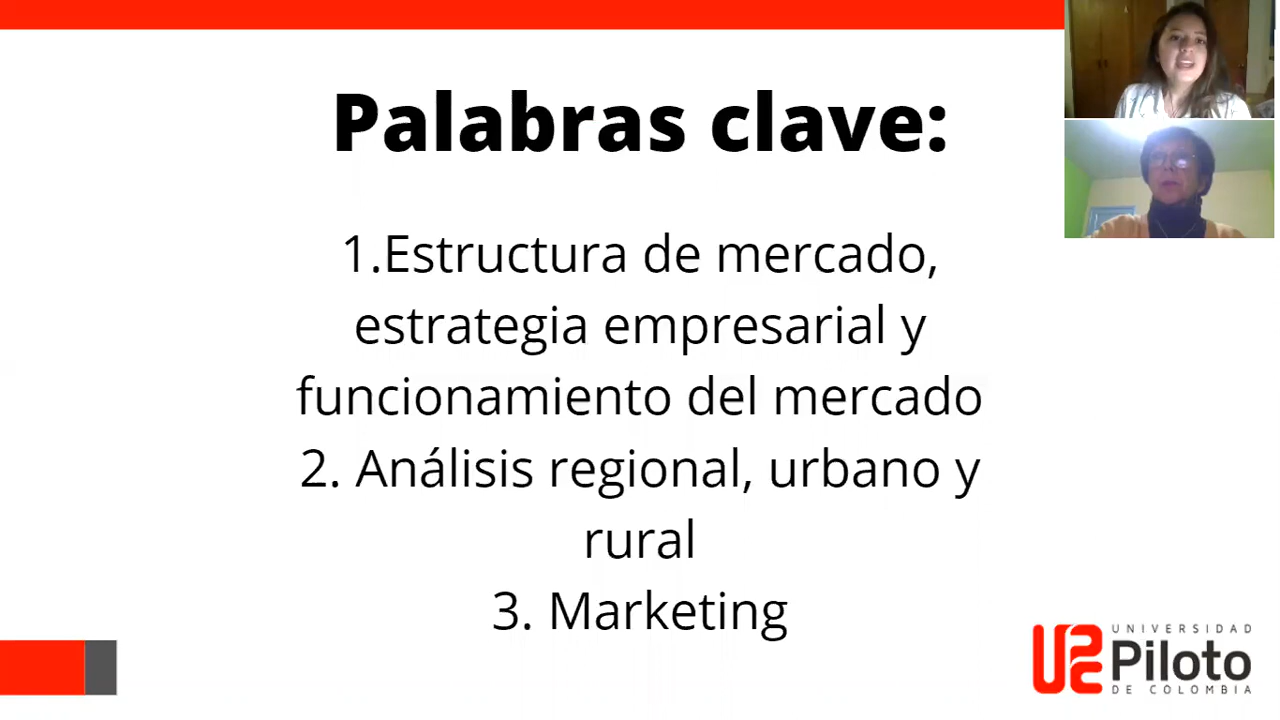 Palabras clave:
1.Estructura de mercado,
estrategia empresarial y
funcionamiento del mercado
2. Análisis regional, urbano y
rural
3. Marketing
UNIVERSIDAD
Piloto
DE COLOMBIA